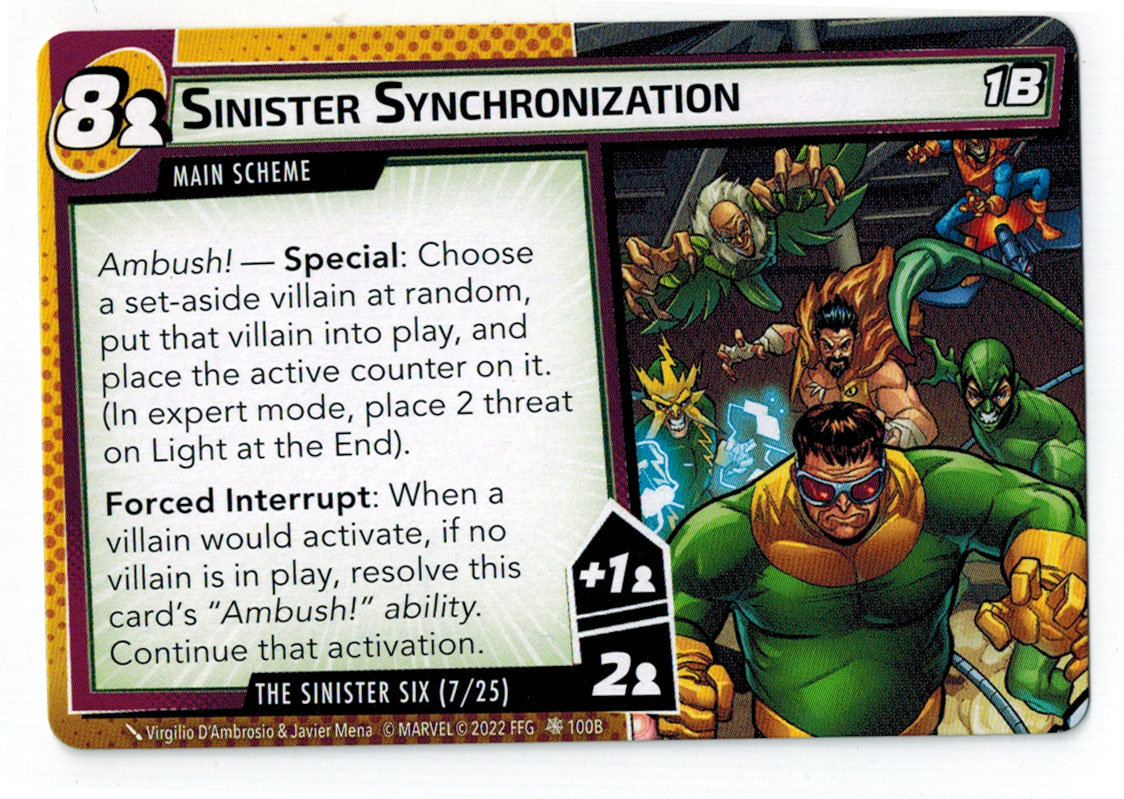 8
SINISTER SYNCHRONIZATION
1B
MAIN SCHEME
Ambush! — Special: Choose
a set-aside villain at random,
put that villain into play, and
place the active counter on it.
(In expert mode, place 2 threat
on Light at the End).
Forced Interrupt: When a
villain would activate, if no
villain is in play, resolve this
card's “Ambush!” ability.
Continue that activation.
+1
2
THE SINISTER SIX (7/25)
Virgilio D'Ambrosio & Javier Mena © MARVEL © 2022 FFG 100B